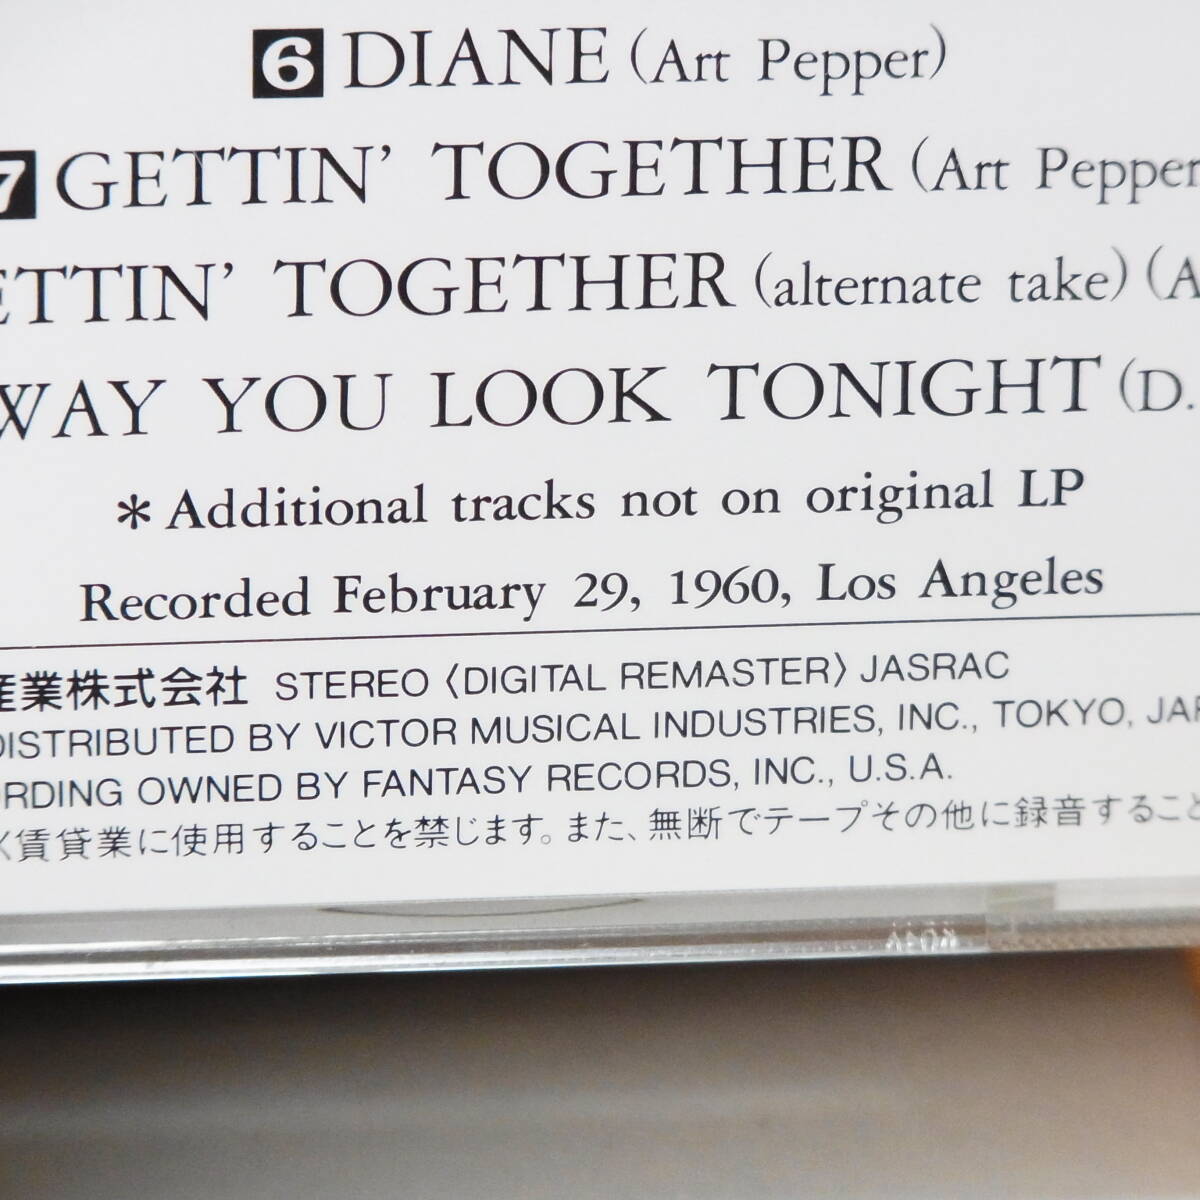 6 DIANE (Art Pepper)
7 GETTIN' TOGETHER (Art Pepper
ETTIN' TOGETHER (alternate take) (A
WAY YOU LOOK TONIGHT (D.
*Additional tracks not on original LP
Recorded February 29, 1960, Los Angeles
産業株式会社 STEREO〈DIGITAL REMASTER〉JASRAC
DISTRIBUTED BY VICTOR MUSICAL INDUSTRIES, INC., TOKYO, JAP
ORDING OWNED BY FANTASY RECORDS, INC., U.S.A.
く賃貸業に使用することを禁じます。また、無断でテープその他に録音すること